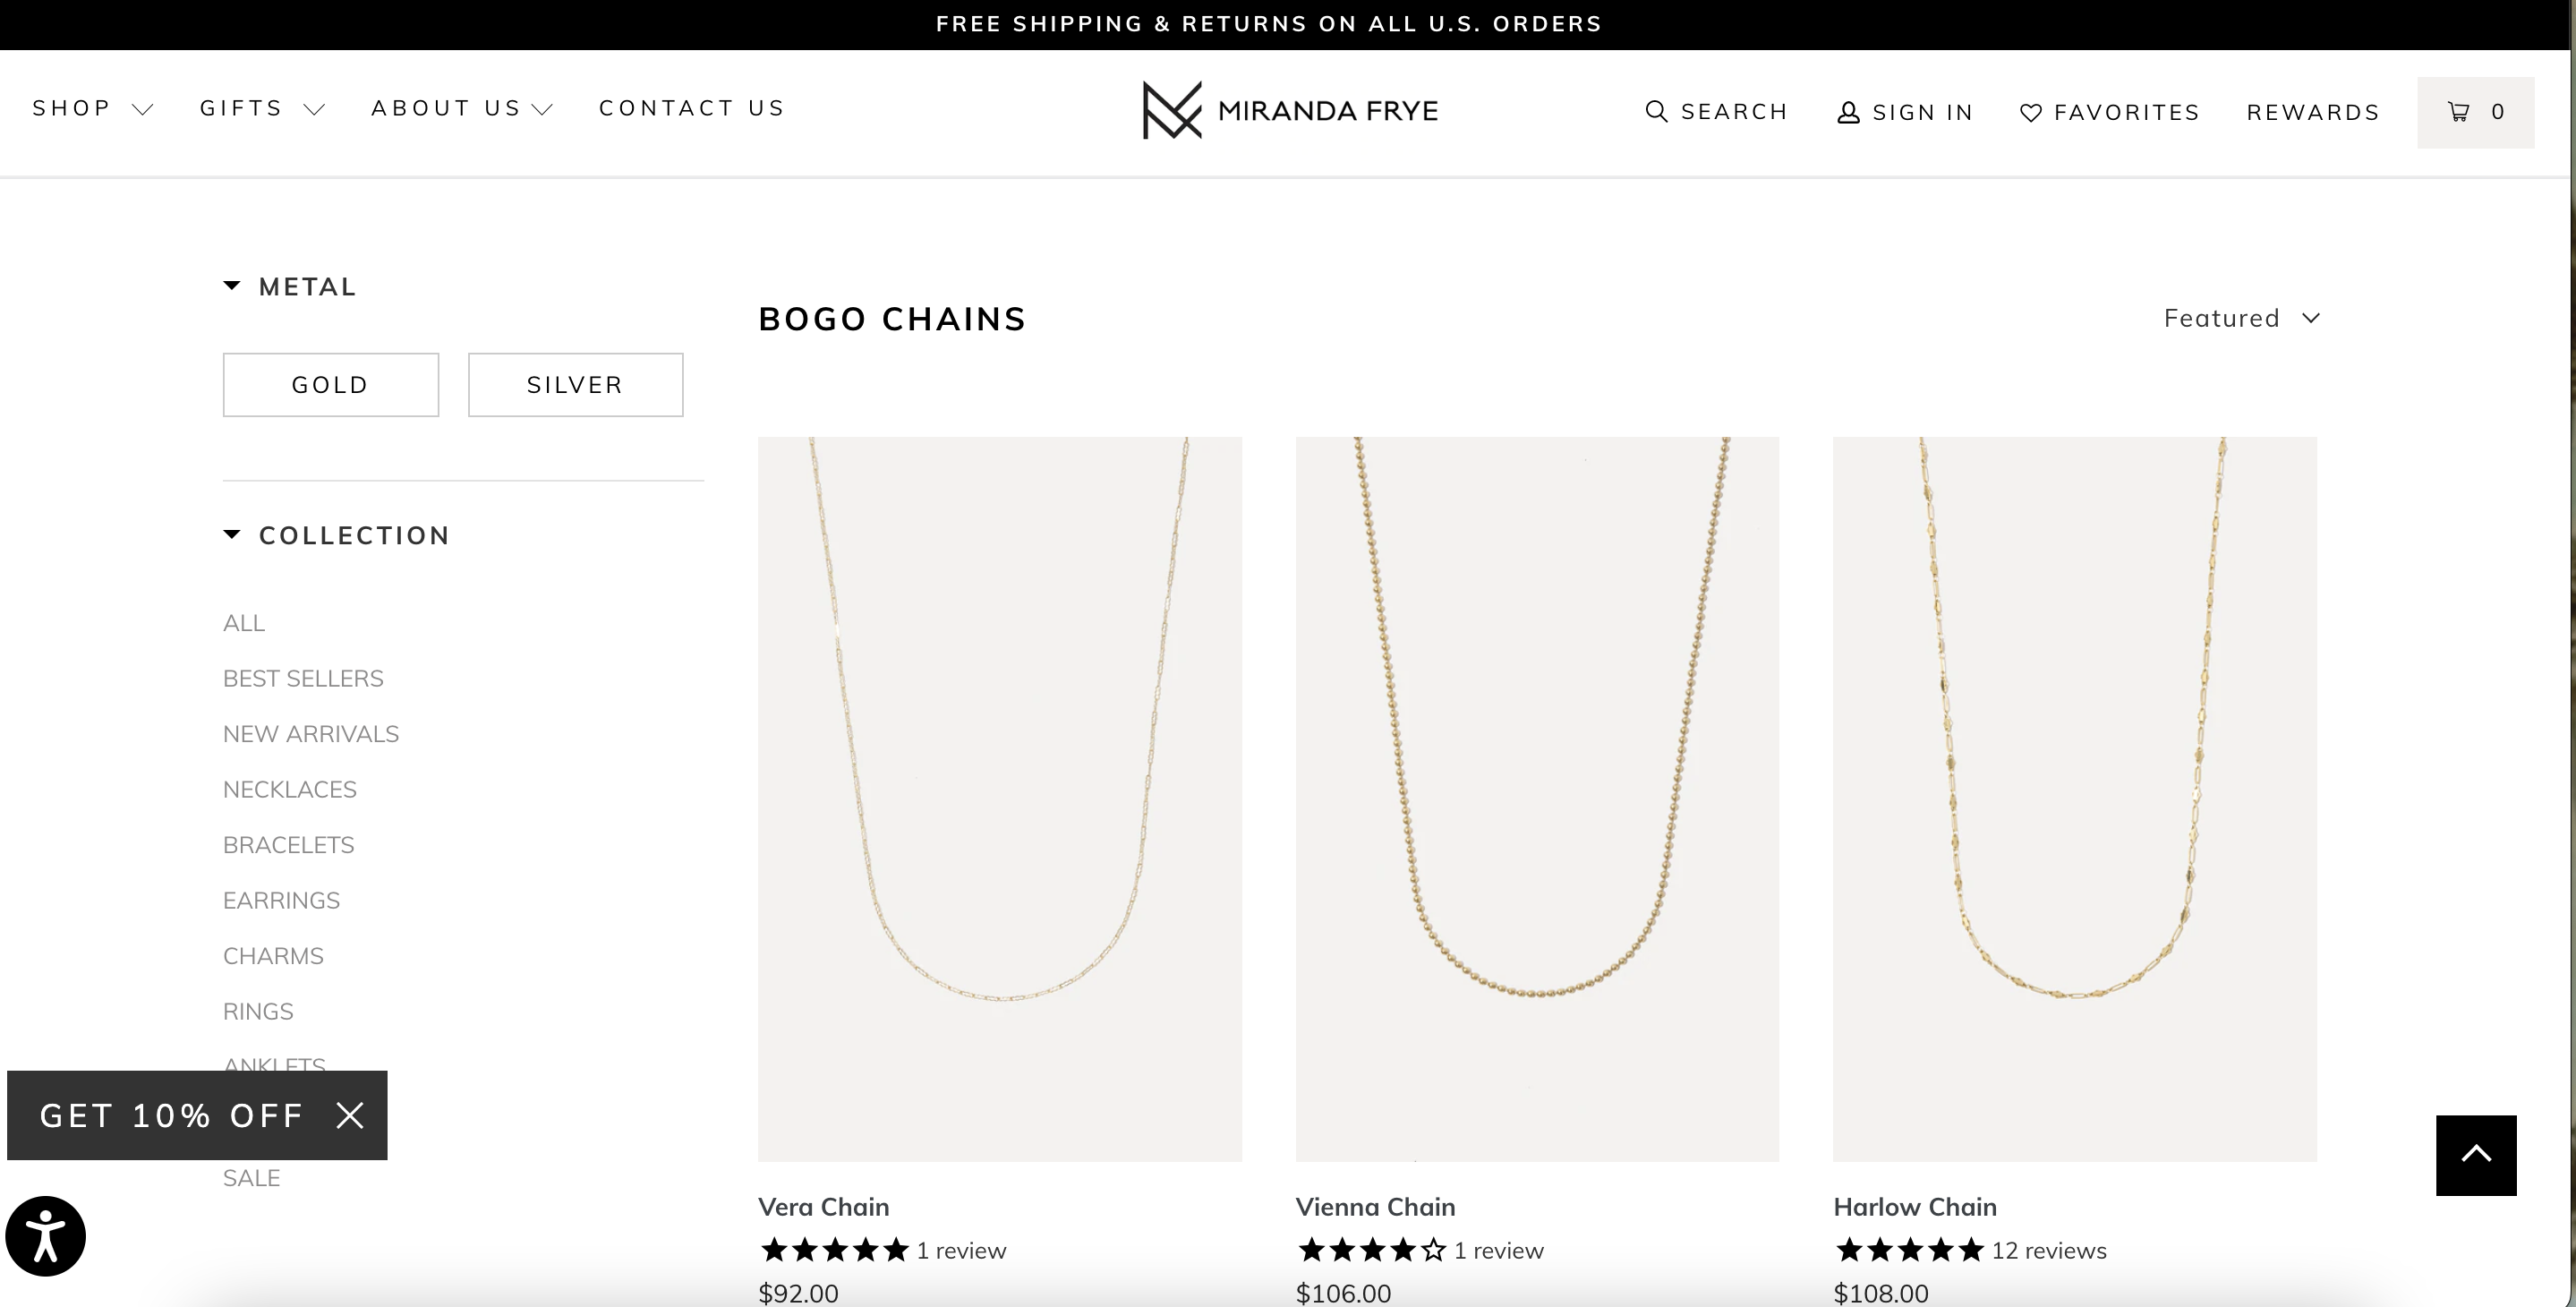 FREE SHIPPING & RETURNS ON ALL U.S. ORDERS
SHOP GIFTS ABOUT US CONTACT US MIRANDA FRYE SEARCH SIGN IN FAVORITES REWARDS 0
METAL
GOLD SILVER
COLLECTION
ALL
BEST SELLERS
NEW ARRIVALS
NECKLACES
BRACELETS
EARRINGS
CHARMS
RINGS
ANKLETS
GET 10% OFF
SALE
BOGO CHAINS
Featured
Vera Chain
1 review
$92.00
Vienna Chain
1 review
$106.00
Harlow Chain
12 reviews
$108.00